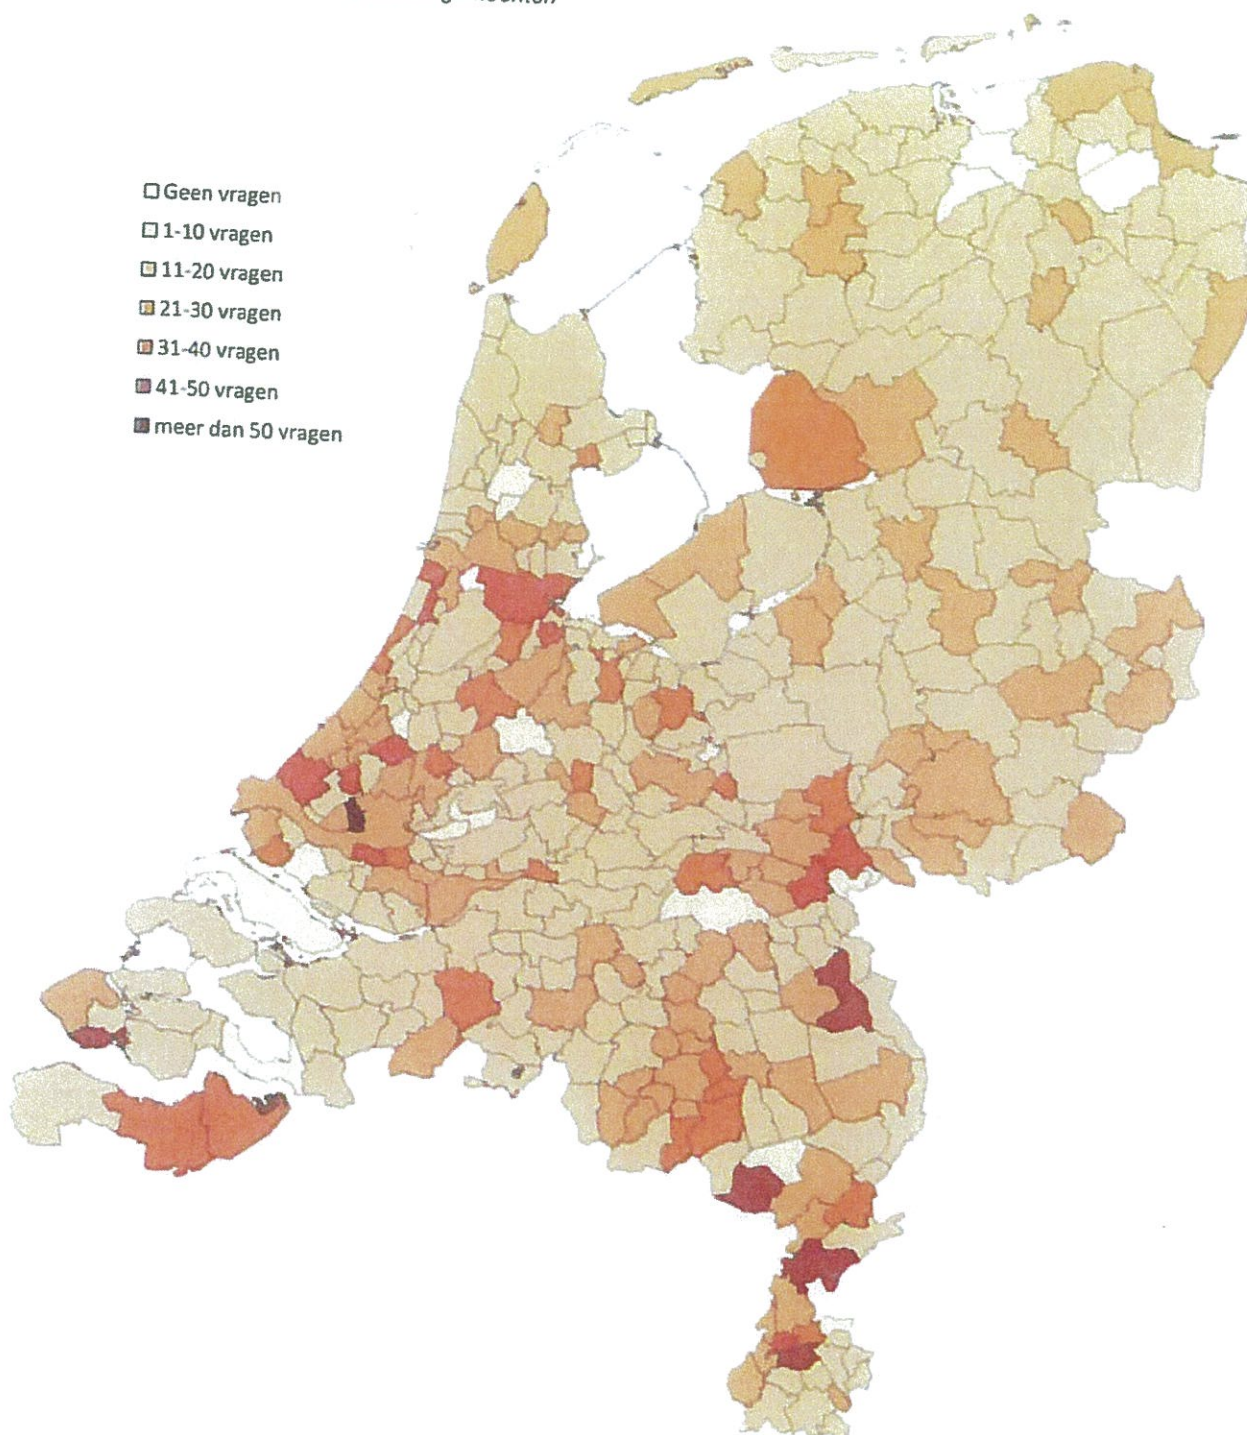 Geen vragen
1-10 vragen
11-20 vragen
21-30 vragen
31-40 vragen
41-50 vragen
meer dan 50 vragen